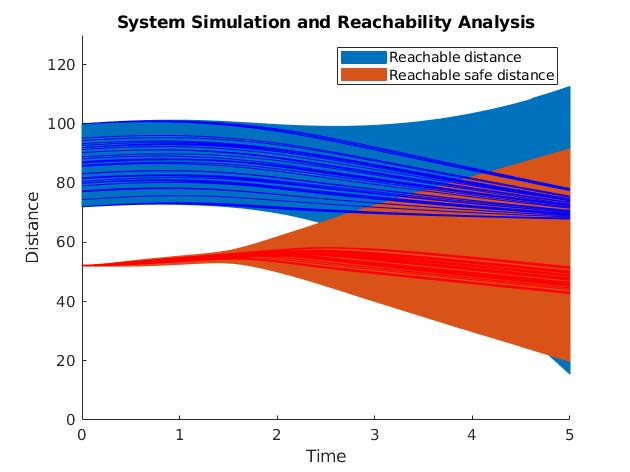 System Simulation and Reachability Analysis
Reachable distance
Reachable safe distance
120
100
80
60
40
20
0
Distance
0 1 2 3 4 5
Time